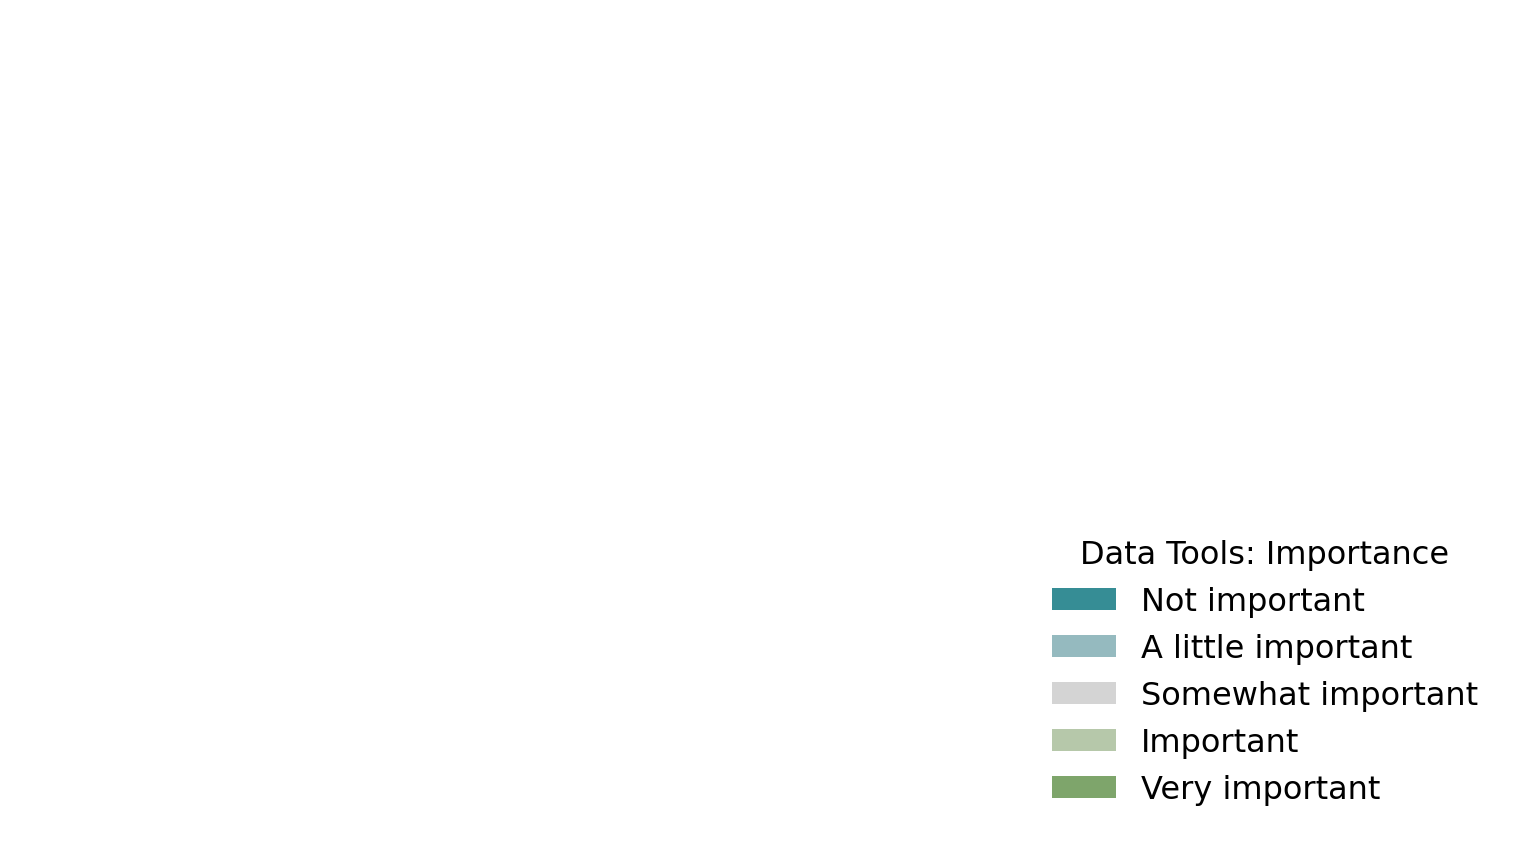 Data Tools: Importance
Not important
A little important
Somewhat important
Important
Very important